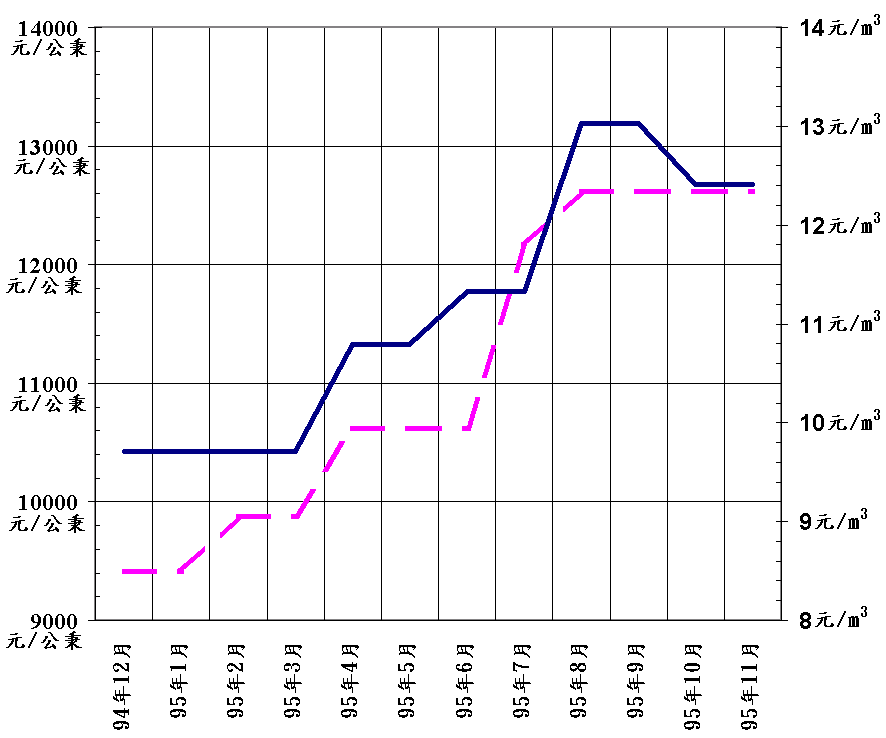 14000
元/公秉
13000
元/公秉
12000
元/公秉
11000
元/公秉
10000
元/公秉
9000
元/公秉
14元/m³
13元/m³
12元/m³
11元/m³
10元/m³
9元/m³
8元/m³
94年12月
95年1月
95年2月
95年3月
95年4月
95年5月
95年6月
95年7月
95年8月
95年9月
95年10月
95年11月